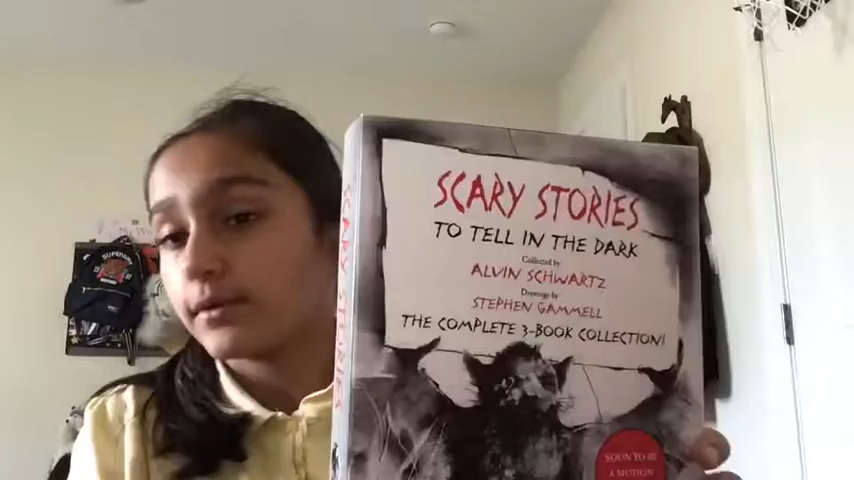 SCARY STORIES
TO TELL IN THE DARK
Collected by
ALVIN SCHWARTZ
Drawings by
STEPHEN GAMMELL
THE COMPLETE 3-BOOK COLLECTION!
SOON TO BE
A MOTION
SCARY STORIES
SUPERDRY